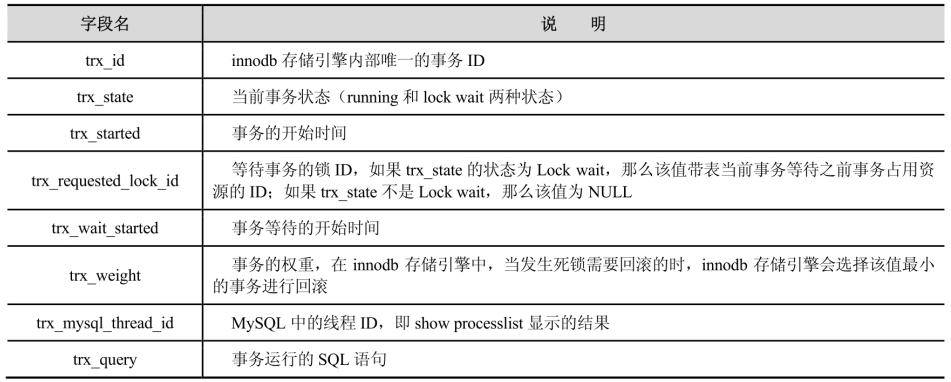 字段名 说 明
trx_id innodb 存储引擎内部唯一的事务 ID
trx_state 当前事务状态（running 和 lock wait 两种状态）
trx_started 事务的开始时间
trx_requested_lock_id 等待事务的锁 ID，如果 trx_state 的状态为 Lock wait，那么该值带表当前事务等待之前事务占用资
源的 ID；如果 trx_state 不是 Lock wait，那么该值为 NULL
trx_wait_started 事务等待的开始时间
trx_weight 事务的权重，在 innodb 存储引擎中，当发生死锁需要回滚的时，innodb 存储引擎会选择该值最小
的事务进行回滚
trx_mysql_thread_id MySQL 中的线程 ID，即 show processlist 显示的结果
trx_query 事务运行的 SQL 语句